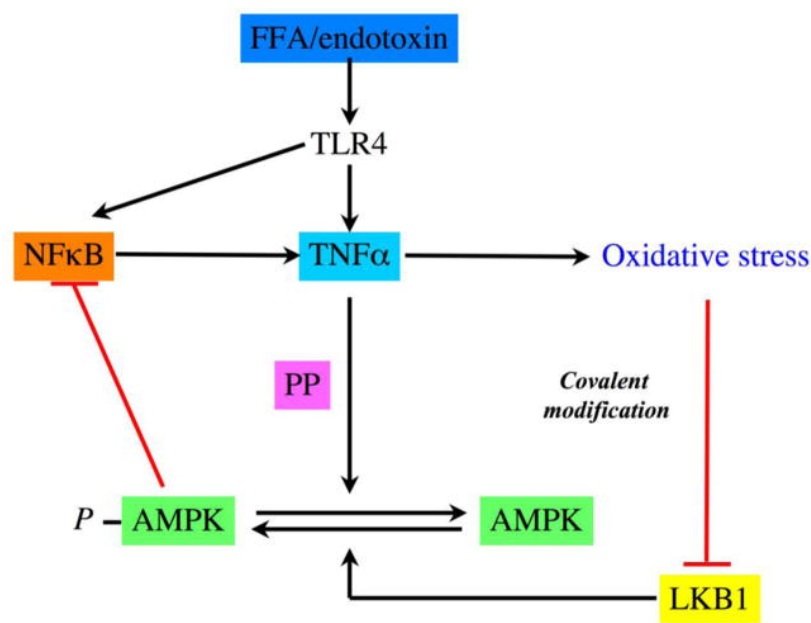 FFA/endotoxin
TLR4
NFκB
TNFα
Oxidative stress
PP
Covalent
modification
P
AMPK
AMPK
LKB1